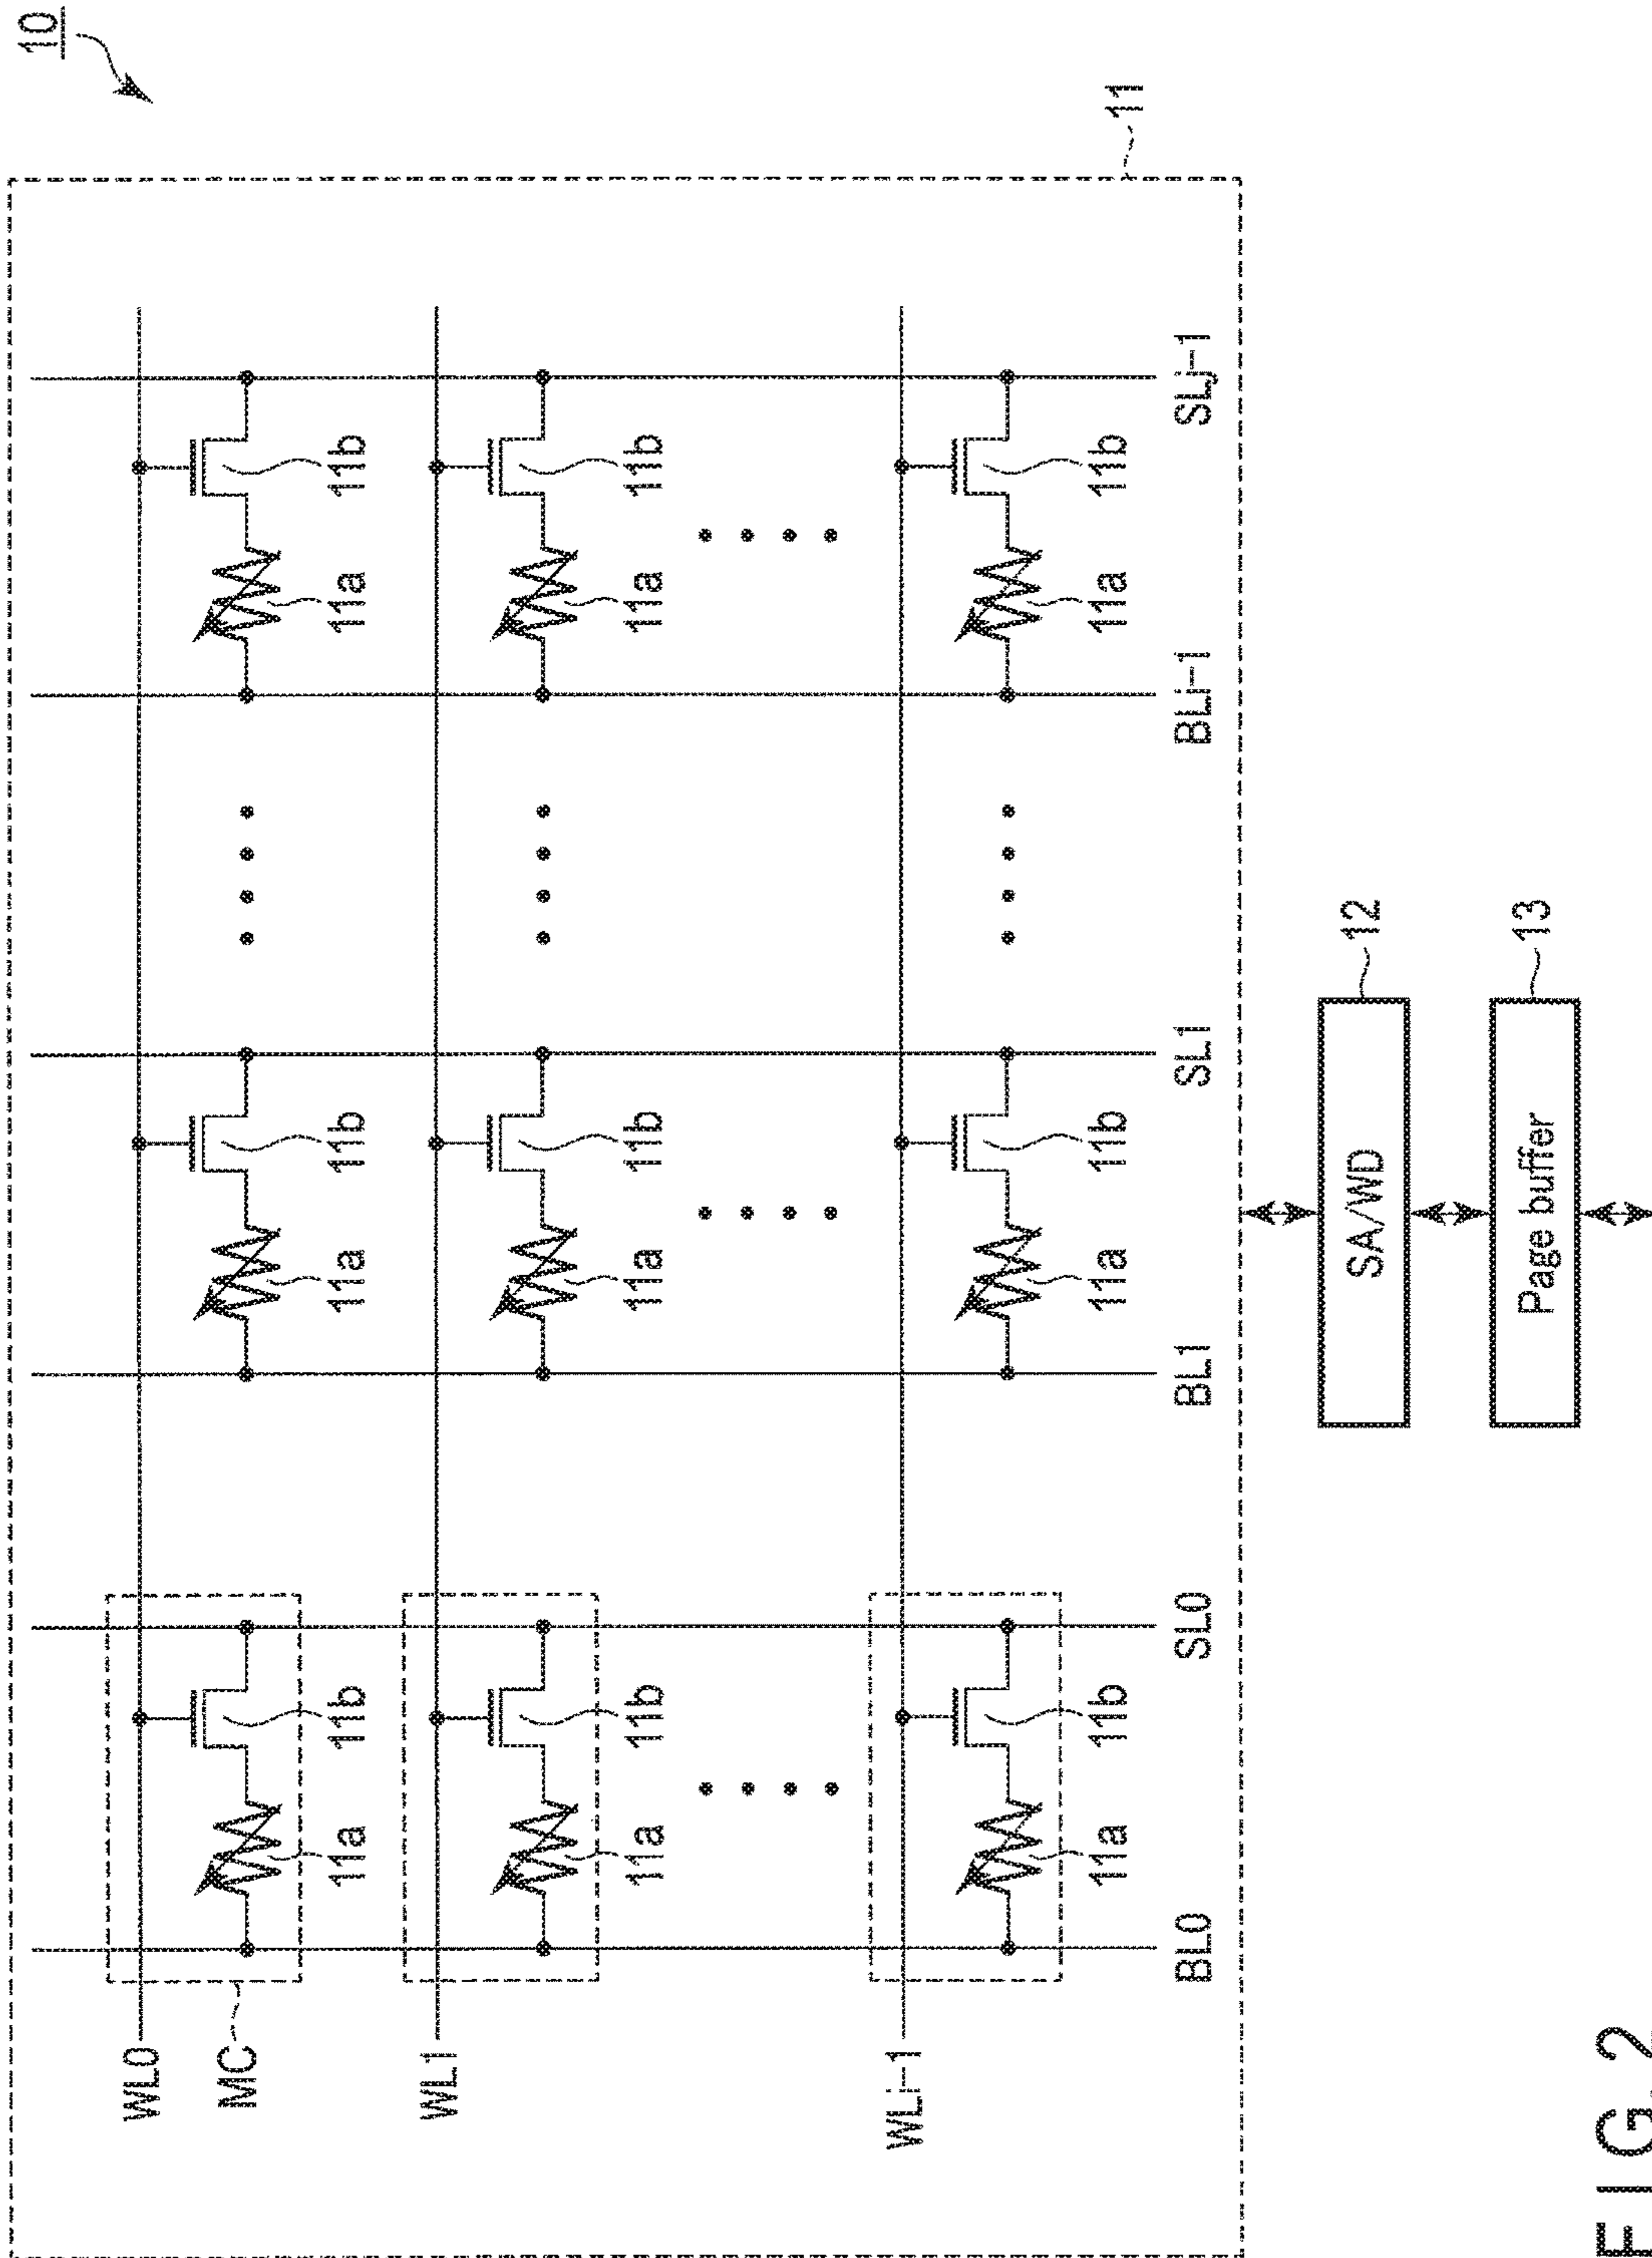 10
11
WL0
MC
11a
11b
11a
11b
11a
11b
WL1
11a
11b
11a
11b
11a
11b
WLi-1
11a
11b
11a
11b
11a
11b
BL0
SL0
BL1
SL1
BLj-1
SLj-1
SA/WD
12
Page buffer
13
FIG. 2